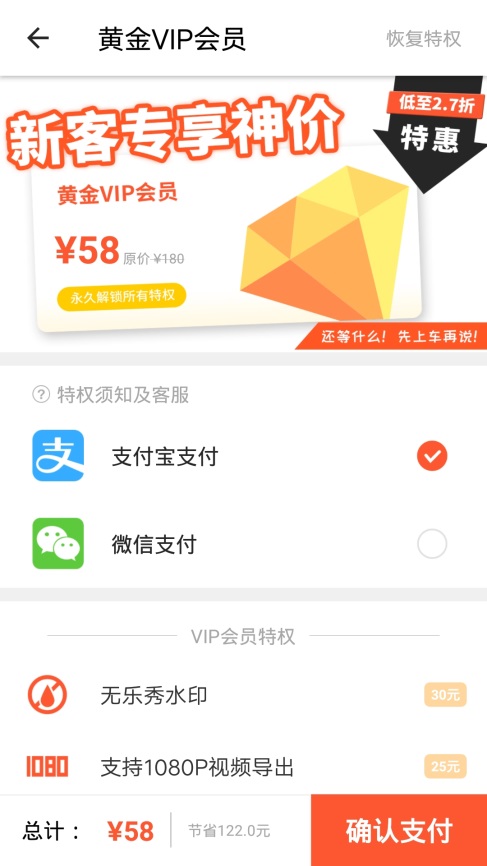 黄金VIP会员
恢复特权
低至2.7折
特惠
新客专享神价
黄金VIP会员
¥58 原价 ¥180
永久解锁所有特权
还等什么！先上车再说！
? 特权须知及客服
支 支付宝支付
微信支付
VIP会员特权
无乐秀水印 30元
1080 支持1080P视频导出 25元
总计： ¥58 节省122.0元 确认支付